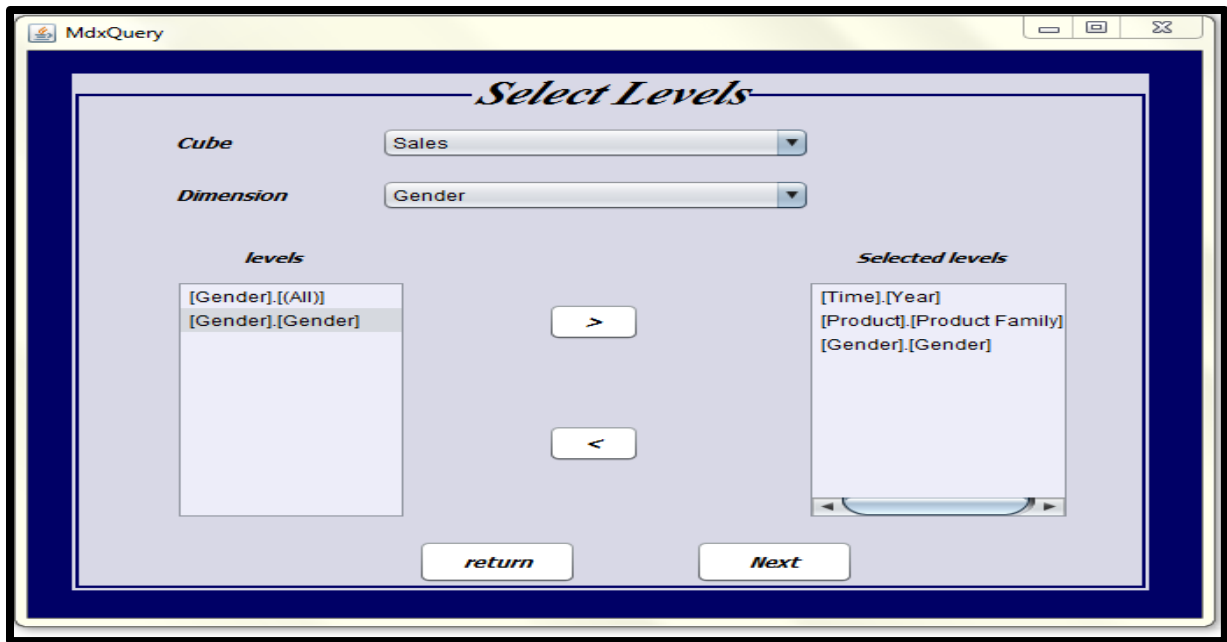 MdxQuery
Select Levels
Cube
Sales
Dimension
Gender
levels
Selected levels
[Gender].[(All)]
[Gender].[Gender]
>
<
[Time].[Year]
[Product].[Product Family]
[Gender].[Gender]
return
Next